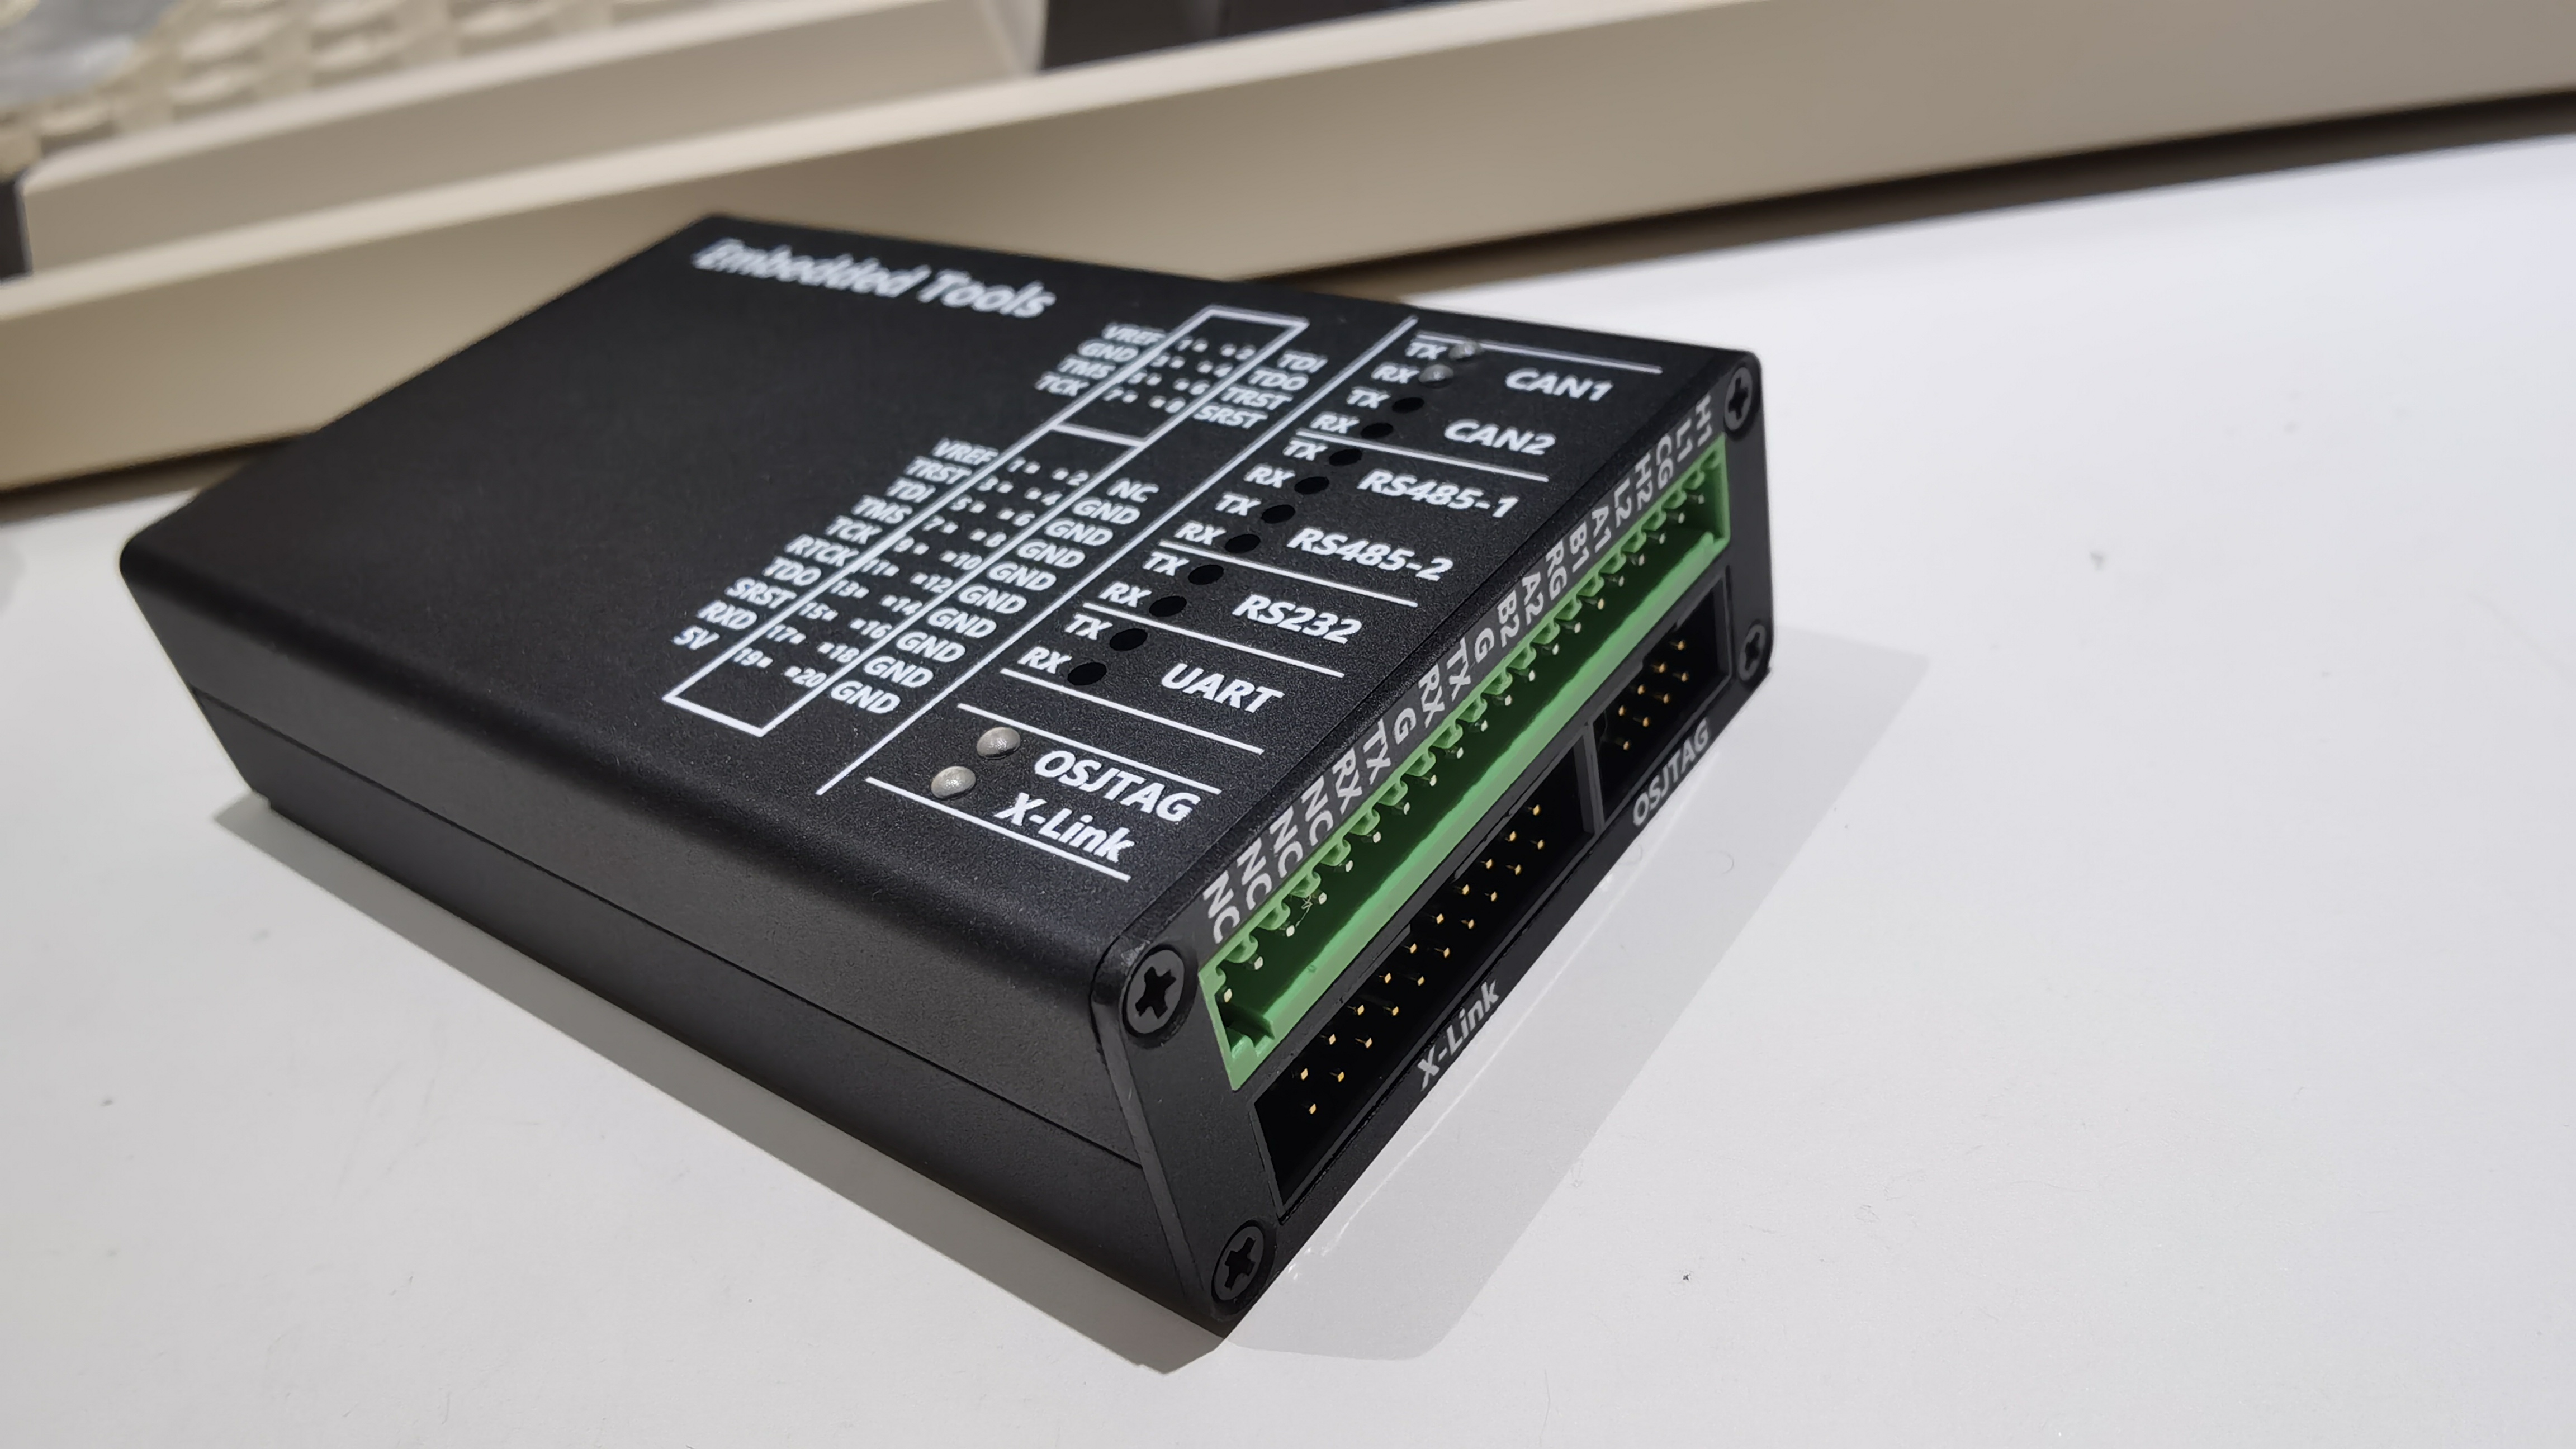 Embedded Tools
VREF 1 2 TDI
GND 3 4 TDO
TMS 5 6 TRST
TCK 7 8 SRST
VREF 1 2 NC
TRST 3 4 GND
TDI 5 6 GND
TMS 7 8 GND
TCK 9 10 GND
RTCK 11 12 GND
TDO 13 14 GND
SRST 15 16 GND
RXD 17 18 GND
5V 19 20 GND
TX
RX
CAN1
TX
RX
CAN2
TX
RX
RS485-1
TX
RX
RS485-2
TX
RX
RS232
TX
RX
UART
OSJTAG
X-Link
H1 L1 CG H2 L2 A1 B1 RG A2 B2 G TX RX G TX RX NC NC NC NC
OSJTAG
X-Link